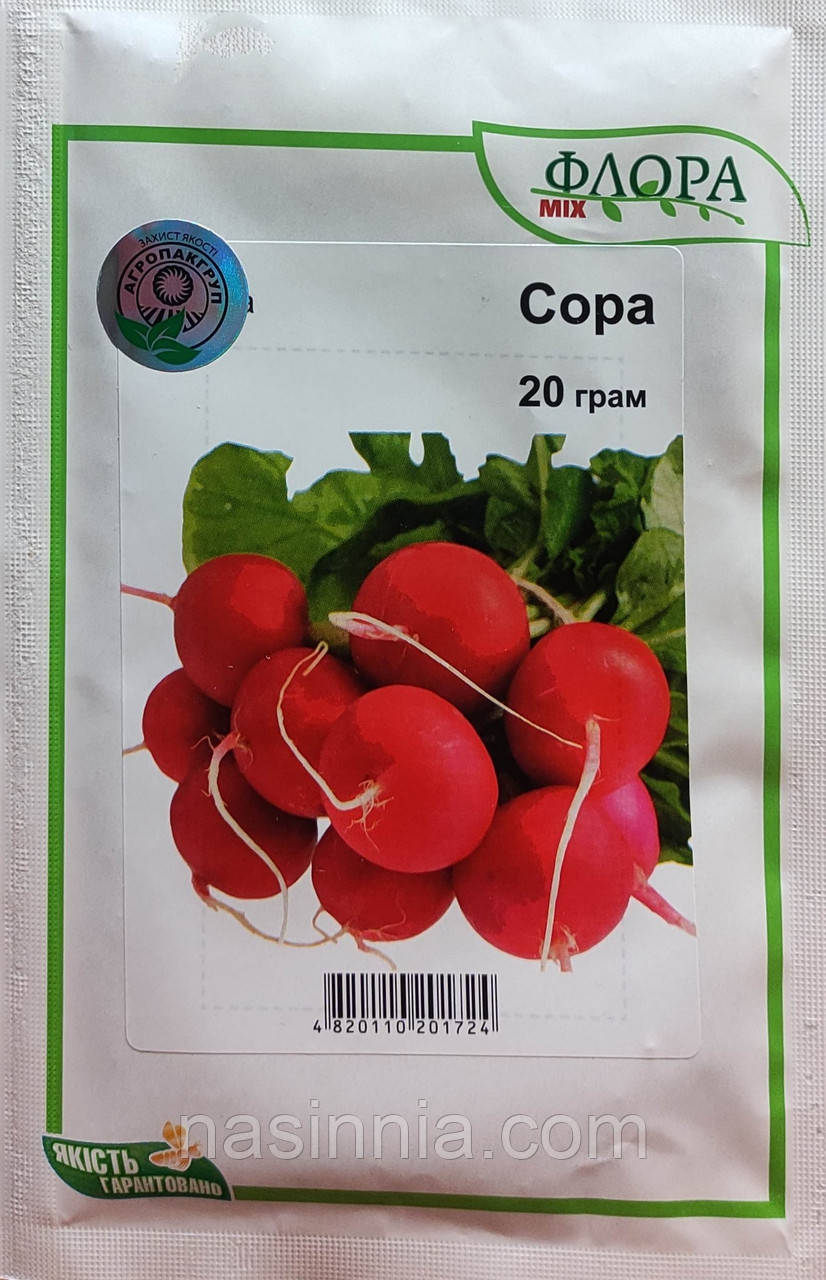 ФЛОРА
MIX
ЗАХИСТ ЯКОСТІ
АГРОПАКГРУП
Сора
20 грам
4 820110 201724
nasinnia.com
ЯКІСТЬ
ГАРАНТОВАНО